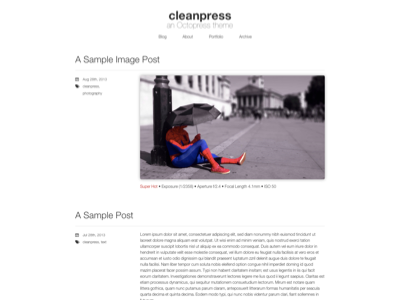 cleanpress
an Octopress theme
Blog About Portfolio Archive
A Sample Image Post
Aug 29th, 2013
cleanpress,
photography
Super Hot • Exposure • Aperture f/2.4 • Focal Length • ISO 50
A Sample Post
Jul 29th, 2013
cleanpress, text
Lorem ipsum dolor sit amet, consectetuer adipiscing elit, sed diam nonummy nibh euismod tincidunt ut
laoreet dolore magna aliquam erat volutpat. Ut wisi enim ad minim veniam, quis nostrud exerci tation
ullamcorper suscipit lobortis nisl ut aliquip ex ea commodo consequat. Duis autem vel eum iriure dolor in
hendrerit in vulputate velit esse molestie consequat, vel illum dolore eu feugiat nulla facilisis at vero eros et
accumsan et iusto odio dignissim qui blandit praesent luptatum zzril delenit augue duis dolore te feugait
nulla facilisi. Nam liber tempor cum soluta nobis eleifend option congue nihil imperdiet doming id quod
mazim placerat facer possim assum. Typi non habent claritatem insitam; est usus legentis in iis qui facit
eorum claritatem. Investigationes demonstraverunt lectores legere me lius quod ii legunt saepius. Claritas est
etiam processus dynamicus, qui sequitur mutationem consuetudium lectorum. Mirum est notare quam
littera gothica, quam nunc putamus parum claram, anteposuerit litterarum formas humanitatis per seacula
quarta decima et quinta decima. Eodem modo typi, qui nunc nobis videntur parum clari, fiant sollemnes in